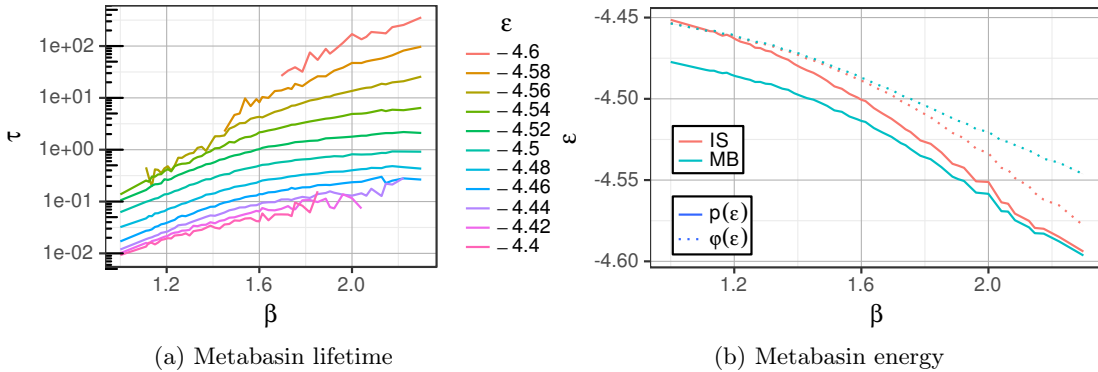 τ
1e+02
1e+01
1e+00
1e-01
1e-02
1.2
1.6
2.0
β
ε
-4.6
-4.58
-4.56
-4.54
-4.52
-4.5
-4.48
-4.46
-4.44
-4.42
-4.4
(a) Metabasin lifetime
ε
-4.45
-4.50
-4.55
-4.60
IS
MB
p(ε)
φ(ε)
1.2
1.6
2.0
β
(b) Metabasin energy